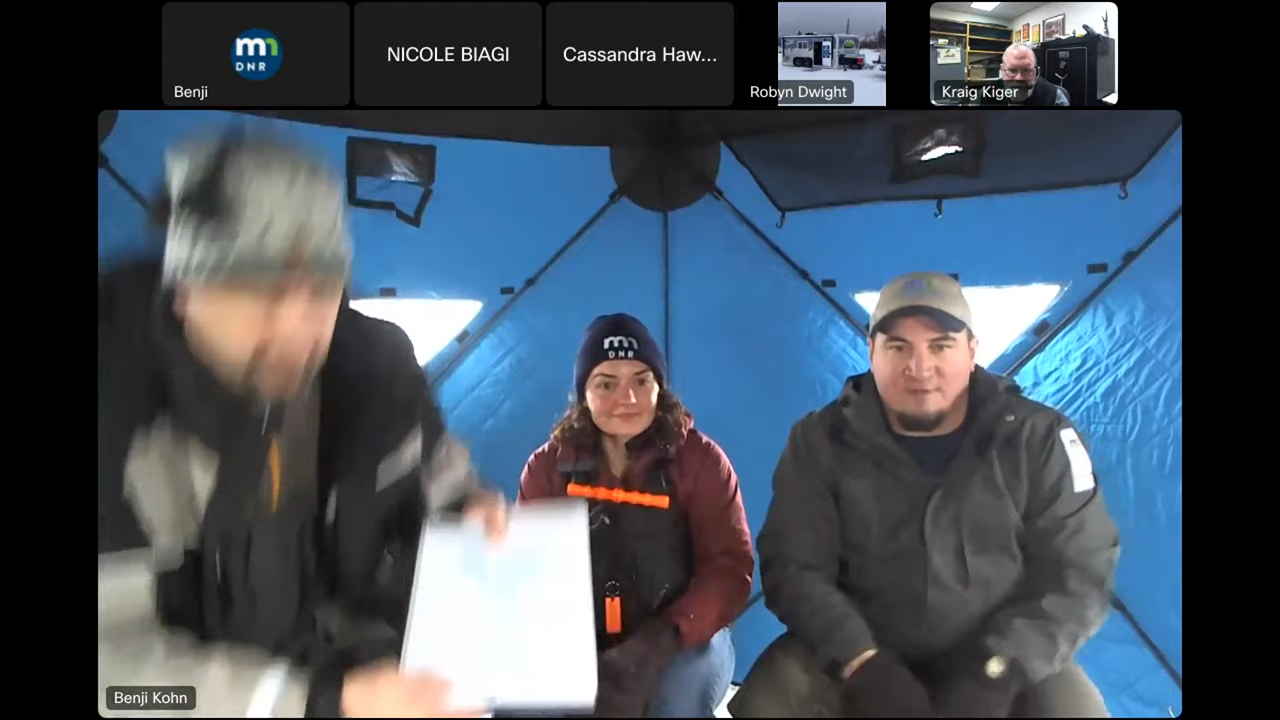 mn
DNR
Benji
NICOLE BIAGI
Cassandra Haw...
Robyn Dwight
Kraig Kiger
mn
DNR
Benji Kohn